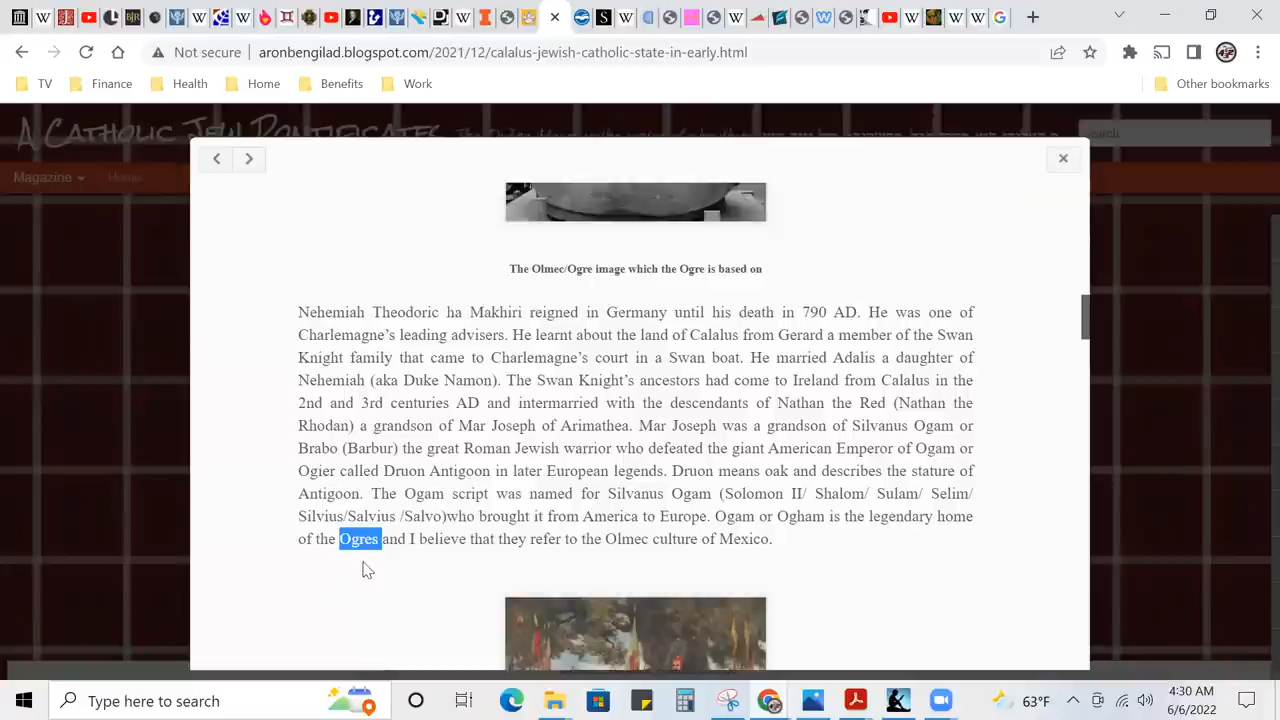 Not secure
aronbengilad.blogspot.com/2021/12/calalus-jewish-catholic-state-in-early.html
TV
Finance
Health
Home
Benefits
Work
Other bookmarks
A Catholic Jew Pontificates
search
Magazine
Home
The Olmec/Ogre image which the Ogre is based on
Nehemiah Theodoric ha Makhiri reigned in Germany until his death in 790 AD. He was one of
Charlemagne’s leading advisers. He learnt about the land of Calalus from Gerard a member of the Swan
Knight family that came to Charlemagne’s court in a Swan boat. He married Adalis a daughter of
Nehemiah (aka Duke Namon). The Swan Knight’s ancestors had come to Ireland from Calalus in the
2nd and 3rd centuries AD and intermarried with the descendants of Nathan the Red (Nathan the
Rhodan) a grandson of Mar Joseph of Arimathea. Mar Joseph was a grandson of Silvanus Ogam or
Brabo (Barbur) the great Roman Jewish warrior who defeated the giant American Emperor of Ogam or
Ogier called Druon Antigoon in later European legends. Druon means oak and describes the stature of
Antigoon. The Ogam script was named for Silvanus Ogam (Solomon II/ Shalom/ Sulam/ Selim/
Silvius/Salvius /Salvo)who brought it from America to Europe. Ogam or Ogham is the legendary home
of the Ogres and I believe that they refer to the Olmec culture of Mexico.
Type here to search
63°F
4:30 AM
6/6/2022